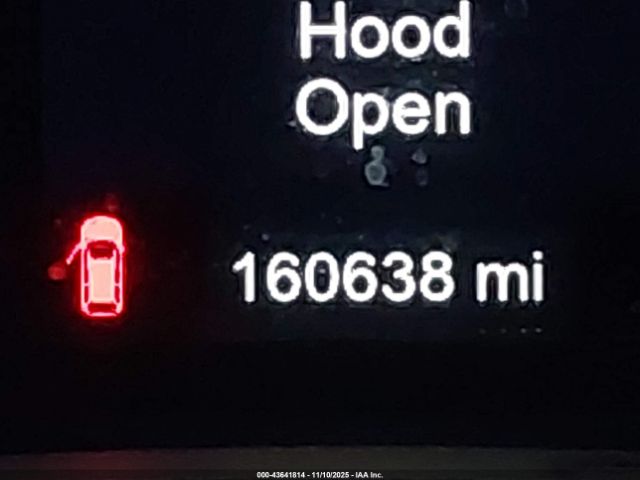 Hood
Open
160638 mi
000-43641814 - 11/10/2025 - IAA Inc.